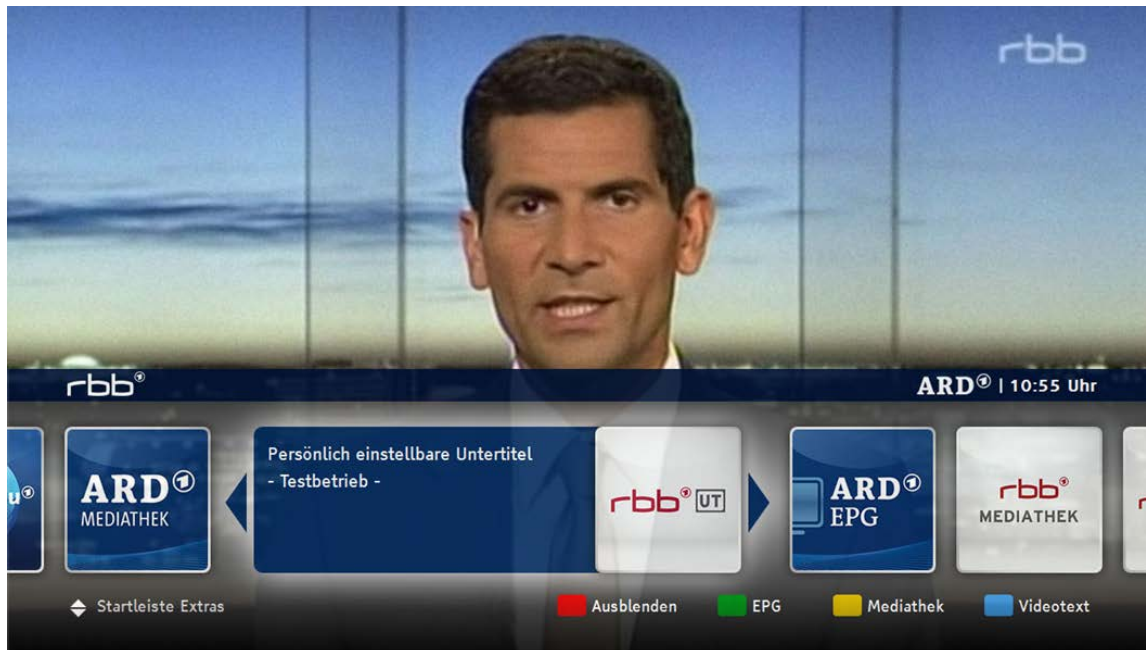 rbb
rbb
ARD | 10:55 Uhr
ARD
MEDIATHEK
Persönlich einstellbare Untertitel
- Testbetrieb -
rbb UT
ARD
EPG
rbb
MEDIATHEK
Startleiste Extras
Ausblenden
EPG
Mediathek
Videotext